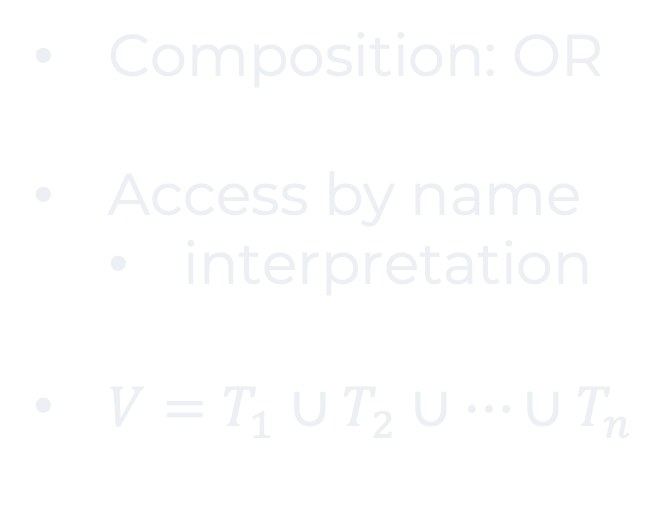 • Composition: OR
• Access by name
• interpretation
• V = T₁ ∪ T₂ ∪ ⋯ ∪ Tₙ